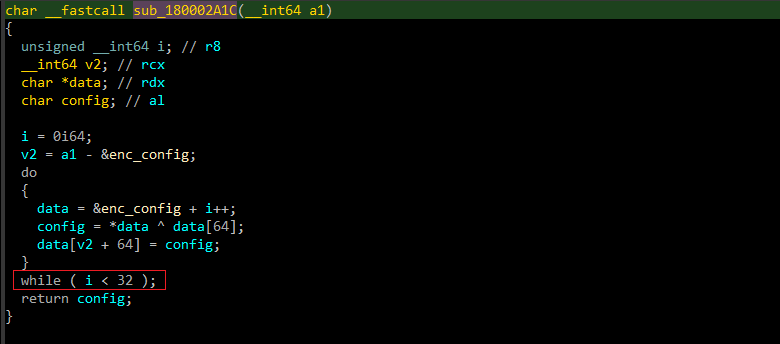 char __fastcall sub_180002A1C(__int64 a1)
{
  unsigned __int64 i; // r8
  __int64 v2; // rcx
  char *data; // rdx
  char config; // al

  i = 0i64;
  v2 = a1 - &enc_config;
  do
  {
    data = &enc_config + i++;
    config = *data ^ data[64];
    data[v2 + 64] = config;
  }
  while ( i < 32 );
  return config;
}